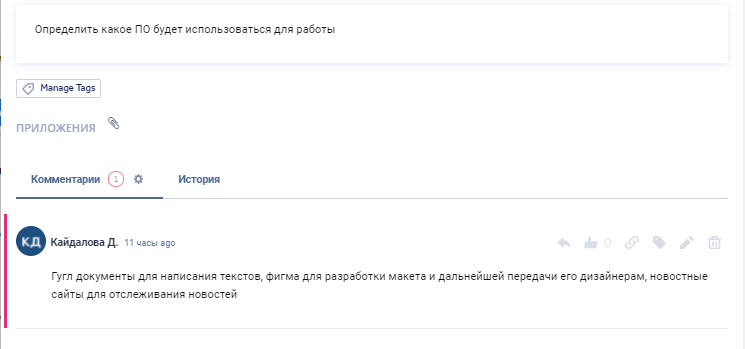 Определить какое ПО будет использоваться для работы
Manage Tags
ПРИЛОЖЕНИЯ
Комментарии 1 История
КД Кайдалова Д. 11 часы ago 0
Гугл документы для написания текстов, фигма для разработки макета и дальнейшей передачи его дизайнерам, новостные
сайты для отслеживания новостей